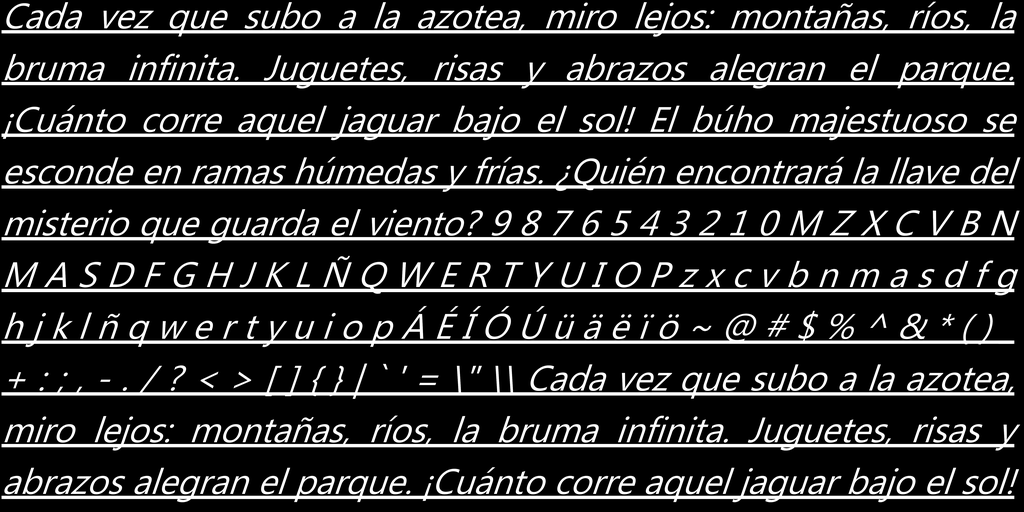 Cada vez que subo a la azotea, miro lejos: montañas, ríos, la
bruma infinita. Juguetes, risas y abrazos alegran el parque.
¡Cuánto corre aquel jaguar bajo el sol! El búho majestuoso se
esconde en ramas húmedas y frías. ¿Quién encontrará la llave del
misterio que guarda el viento? 9 8 7 6 5 4 3 2 1 0 M Z X C V B N
M A S D F G H J K L Ñ Q W E R T Y U I O P z x c v b n m a s d f g
h j k l ñ q w e r t y u i o p Á É Í Ó Ú ü ä ë ï ö ~ @ # $ % ^ & * ( ) _
+ : ; , - . / ? < > [ ] { } | ` ' = \" \\ Cada vez que subo a la azotea,
miro lejos: montañas, ríos, la bruma infinita. Juguetes, risas y
abrazos alegran el parque. ¡Cuánto corre aquel jaguar bajo el sol!